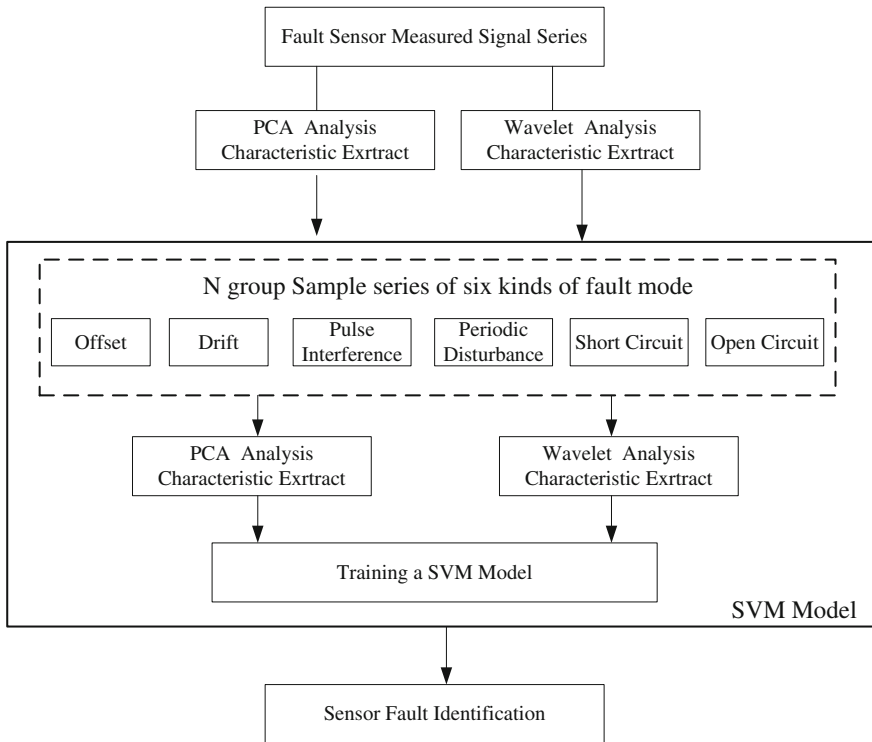 Fault Sensor Measured Signal Series
PCA Analysis
Characteristic Exrtract
Wavelet Analysis
Characteristic Exrtract
N group Sample series of six kinds of fault mode
Offset
Drift
Pulse
Interference
Periodic
Disturbance
Short Circuit
Open Circuit
PCA Analysis
Characteristic Exrtract
Wavelet Analysis
Characteristic Exrtract
Training a SVM Model
SVM Model
Sensor Fault Identification